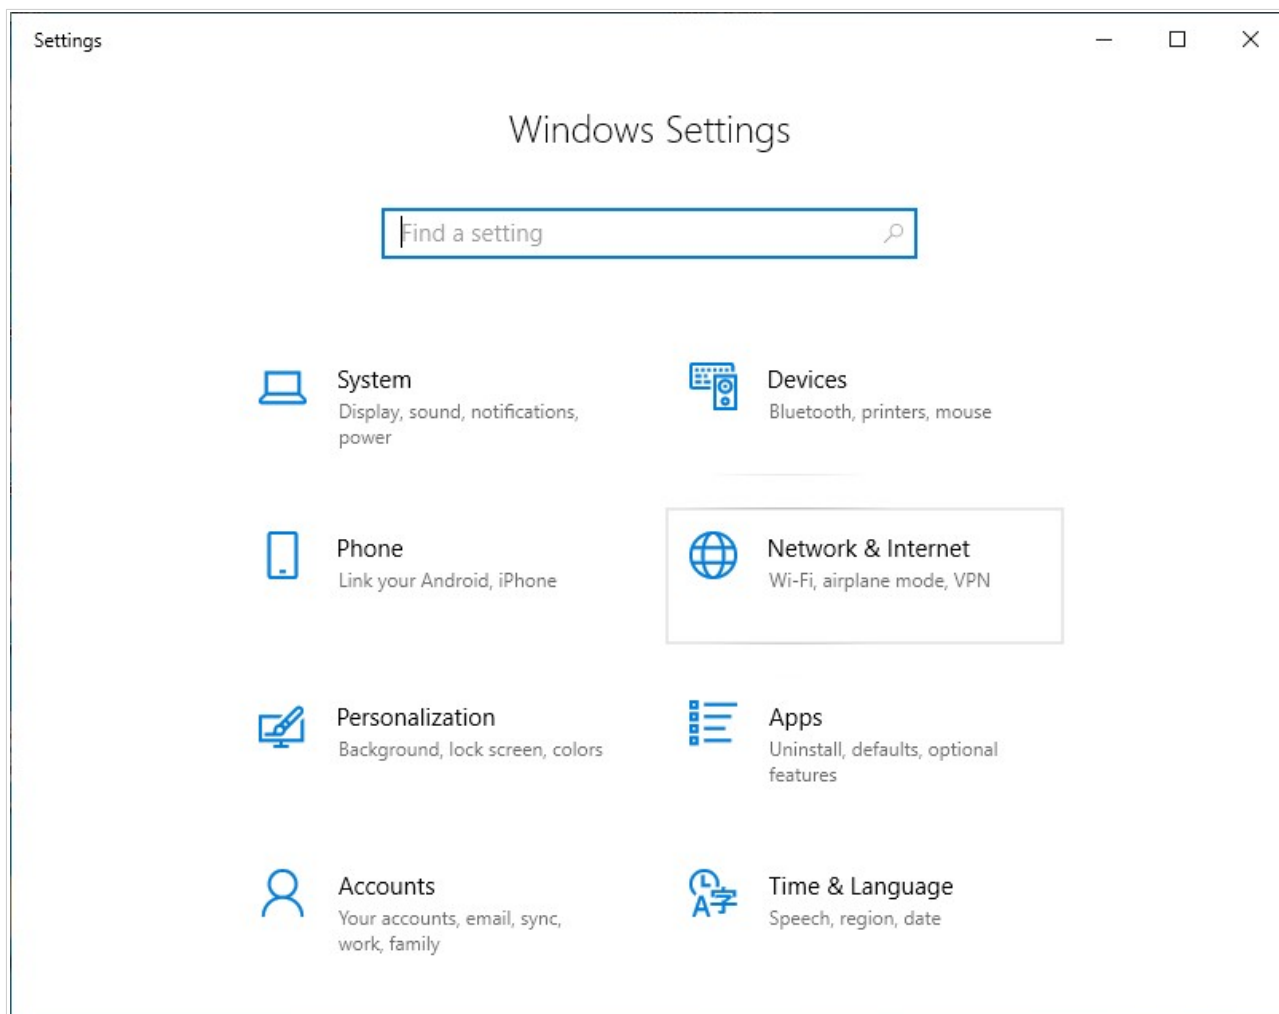 Settings
Windows Settings
Find a setting
System
Display, sound, notifications,
power
Devices
Bluetooth, printers, mouse
Phone
Link your Android, iPhone
Network & Internet
Wi-Fi, airplane mode, VPN
Personalization
Background, lock screen, colors
Apps
Uninstall, defaults, optional
features
Accounts
Your accounts, email, sync,
work, family
Time & Language
Speech, region, date